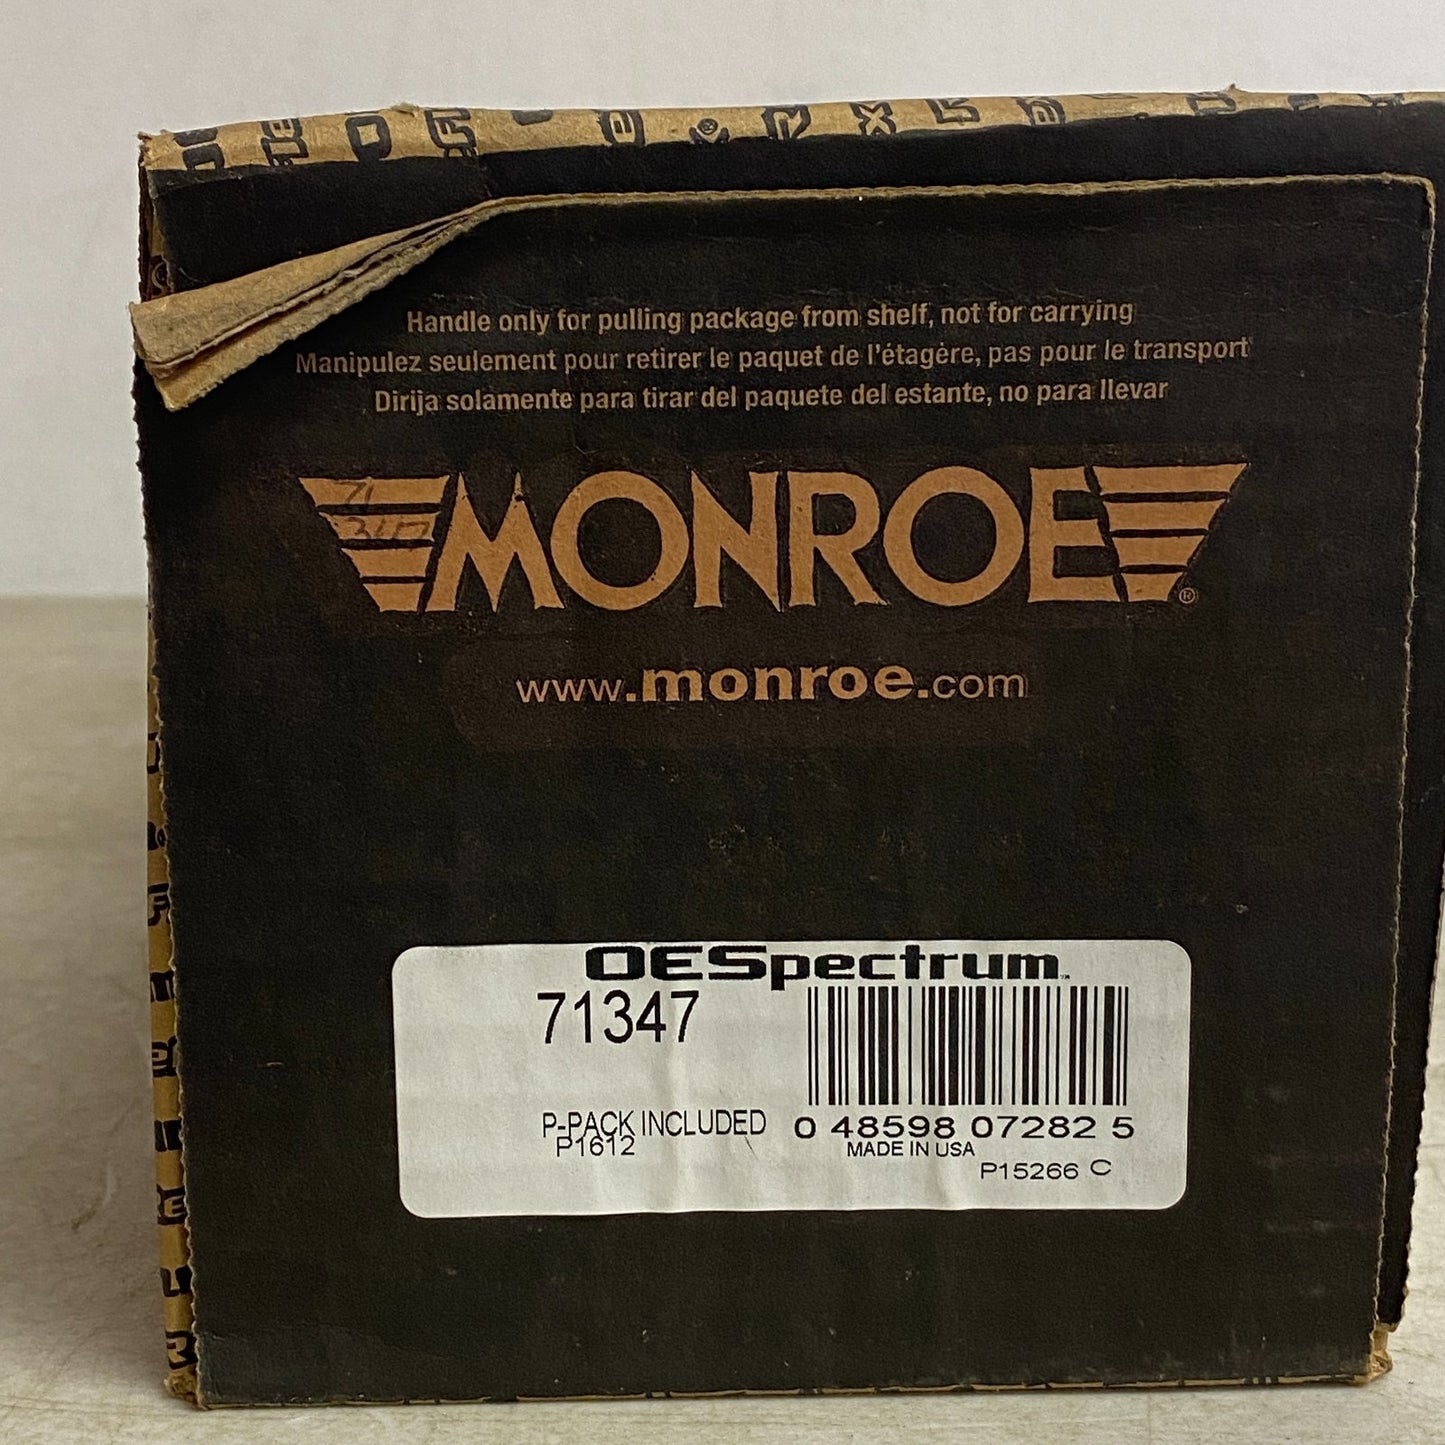 Handle only for pulling package from shelf, not for carrying
Manipulez seulement pour retirer le paquet de l'étagère, pas pour le transport
Dirija solamente para tirar del paquete del estante, no para llevar
MONROE®
www.monroe.com
OESpectrum™
71347
P-PACK INCLUDED
P1612
0 48598 07282 5
MADE IN USA
P15266 C